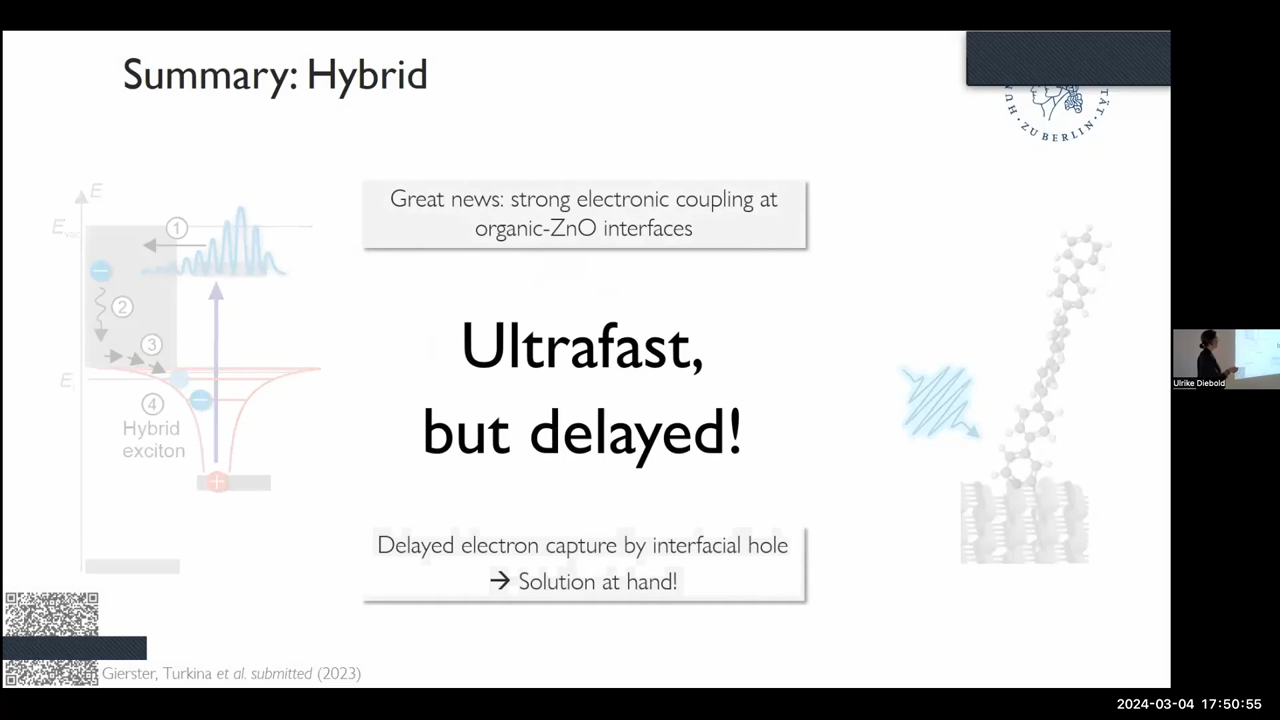 Summary: Hybrid
ZU BERLIN
E
E
1
2
3
4
Hybrid
exciton
Great news: strong electronic coupling at
organic-ZnO interfaces
Ultrafast,
but delayed!
Delayed electron capture by interfacial hole
→ Solution at hand!
Gierster, Turkina et al. submitted (2023)
Ulrike Diebold
2024-03-04 17:50:55